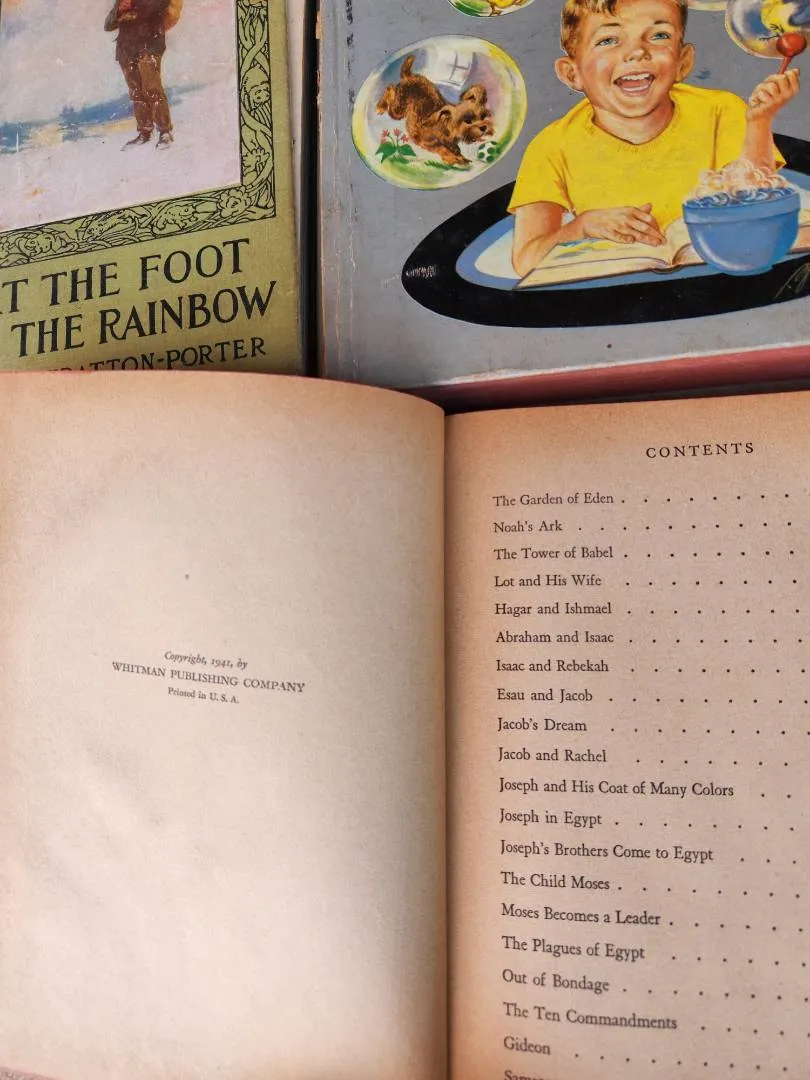 AT THE FOOT
THE RAINBOW
STRATTON-PORTER
Copyright, 1941, by
WHITMAN PUBLISHING COMPANY
Printed in U. S. A.
CONTENTS
The Garden of Eden . . . . . . . .
Noah's Ark . . . . . . . . . .
The Tower of Babel . . . . . . . .
Lot and His Wife . . . . . . . .
Hagar and Ishmael . . . . . . . .
Abraham and Isaac . . . . . . . .
Isaac and Rebekah . . . . . . . .
Esau and Jacob . . . . . . . . .
Jacob's Dream . . . . . . . . .
Jacob and Rachel . . . . . . . .
Joseph and His Coat of Many Colors . .
Joseph in Egypt . . . . . . . .
Joseph's Brothers Come to Egypt . . .
The Child Moses . . . . . . . .
Moses Becomes a Leader . . . . . .
The Plagues of Egypt . . . . . .
Out of Bondage . . . . . . . .
The Ten Commandments . . . . .
Gideon . . . . . . . . . .